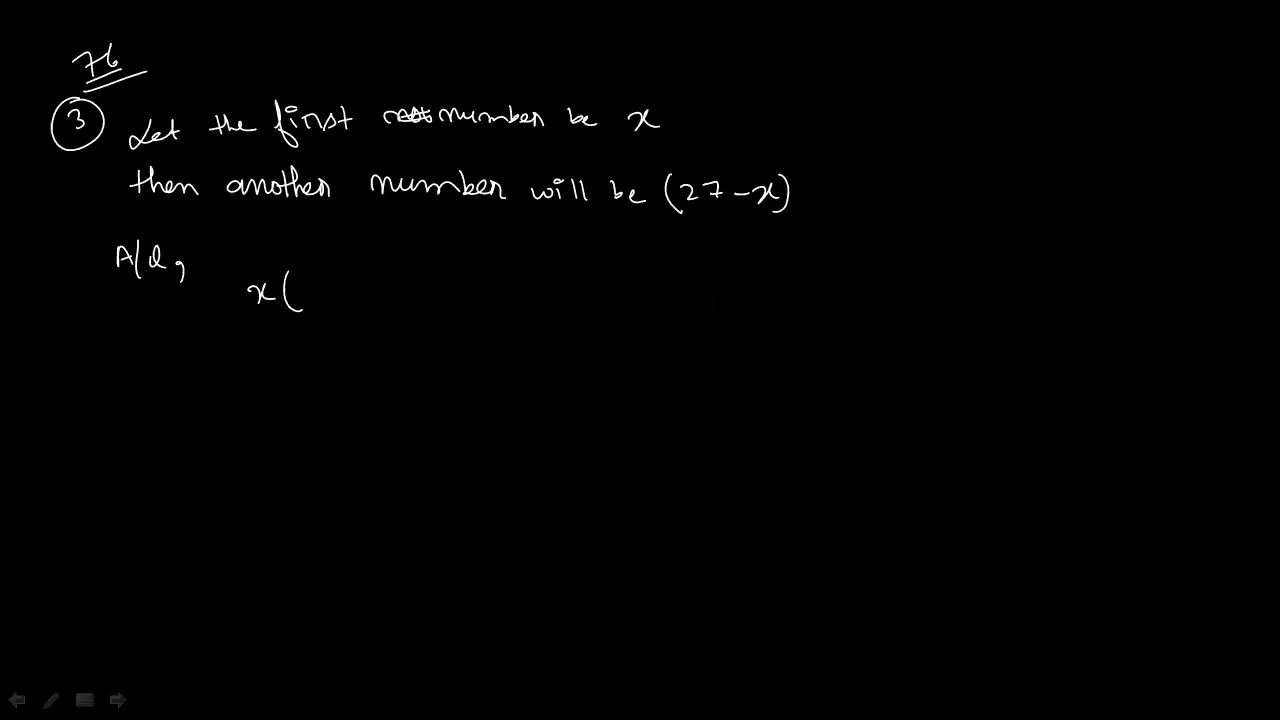 76
3 Let the first number be x
then another number will be (27-x)
A/Q,
x(